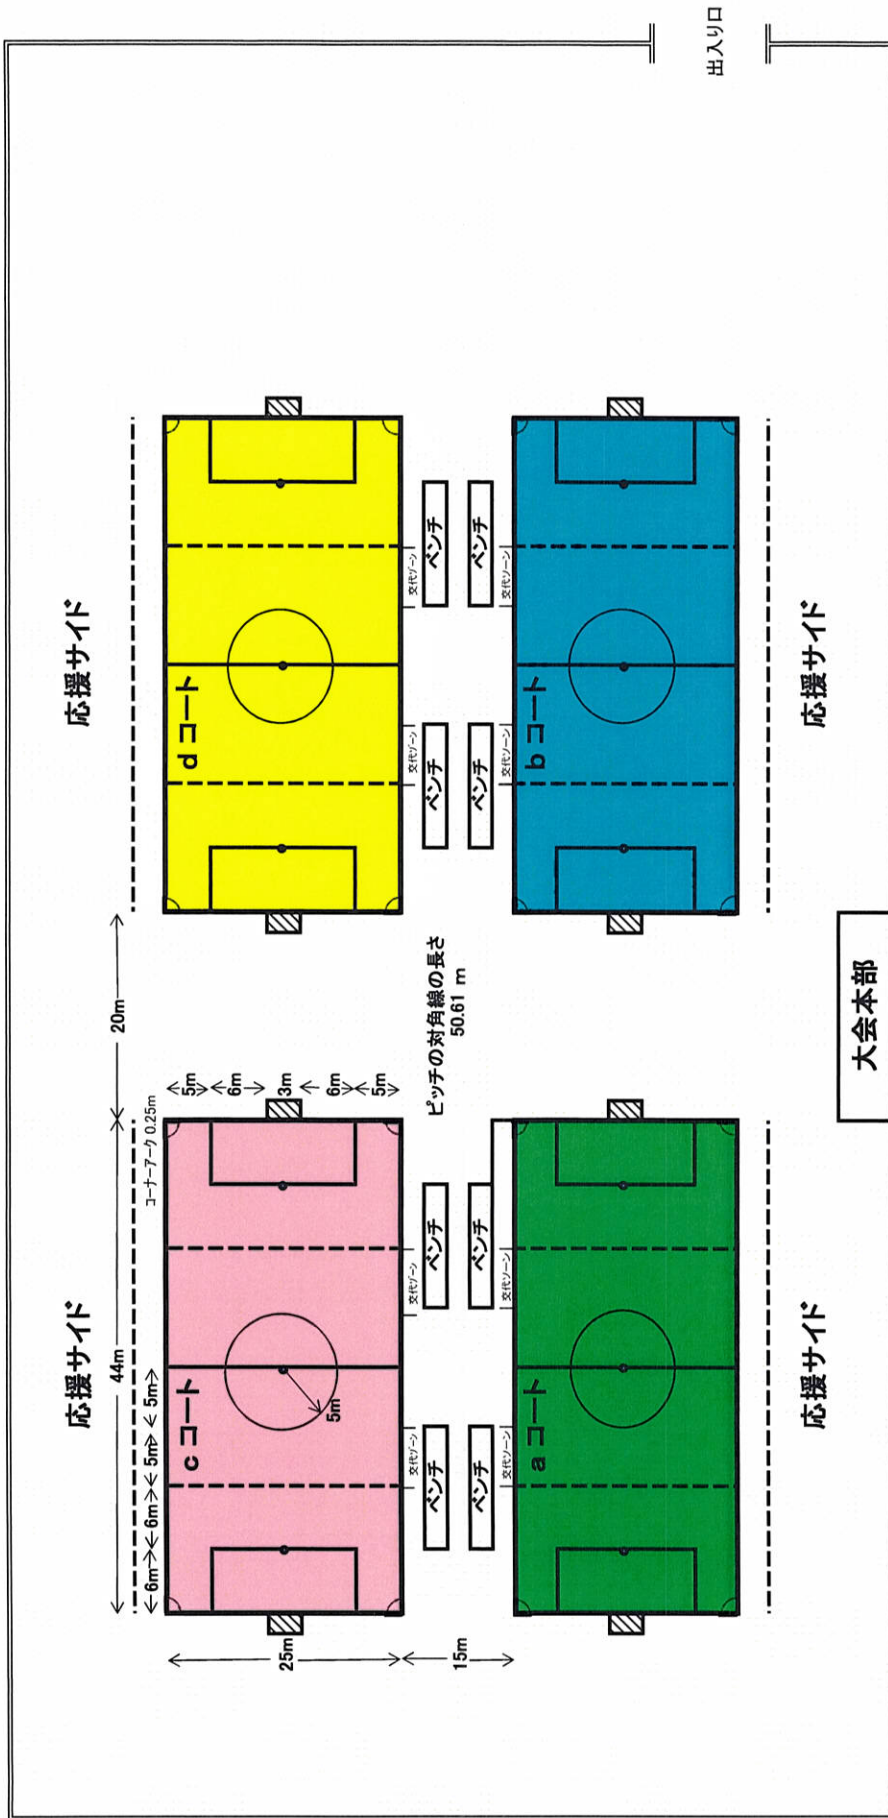 出入り口
応援サイド
応援サイド
44m
20m
6m
6m
5m
5m
コーナーアーク 0.25m
c コート
d コート
5m
25m
5m
6m
3m
6m
5m
交代ゾーン
交代ゾーン
交代ゾーン
交代ゾーン
ベンチ
ベンチ
ベンチ
ベンチ
15m
ピッチの対角線の長さ
50.61 m
ベンチ
ベンチ
ベンチ
ベンチ
交代ゾーン
交代ゾーン
交代ゾーン
交代ゾーン
a コート
b コート
応援サイド
応援サイド
大会本部